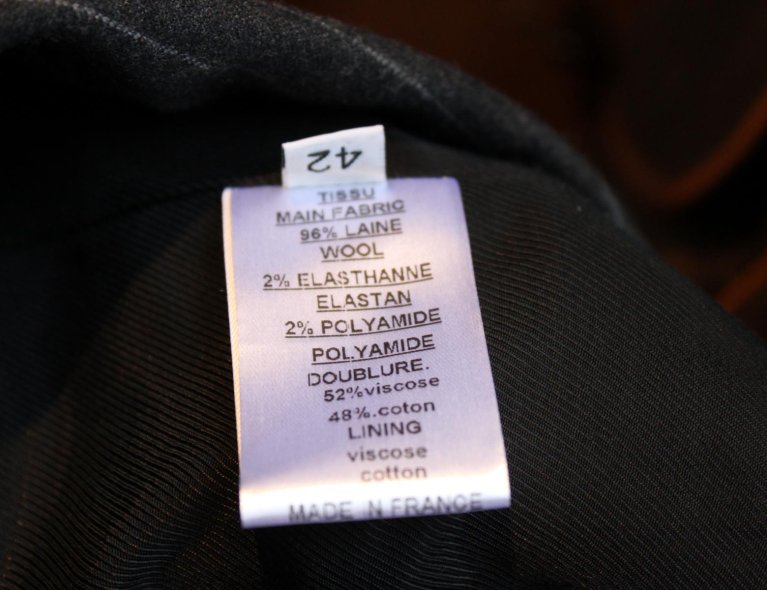 42
TISSU
MAIN FABRIC
96% LAINE
WOOL
2% ELASTHANNE
ELASTAN
2% POLYAMIDE
POLYAMIDE
DOUBLURE.
52%viscose
48%.coton
LINING
viscose
cotton
MADE IN FRANCE